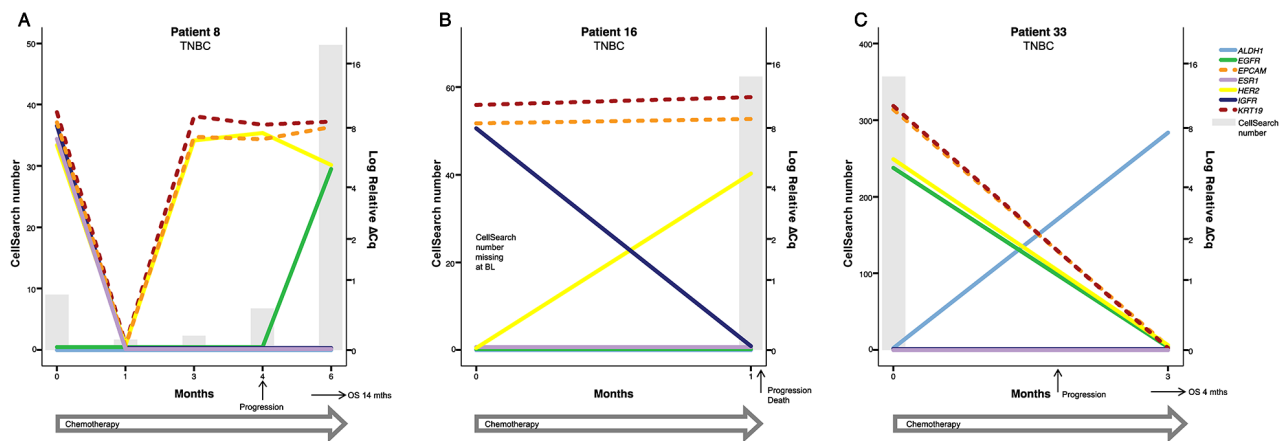 A
Patient 8
TNBC
CellSearch number
50
40
30
20
10
0
16
8
4
2
1
0
Log Relative ΔCq
0
1
3
4
6
Months
Progression
OS 14 mths
Chemotherapy
B
Patient 16
TNBC
CellSearch number
60
40
20
0
CellSearch
number
missing
at BL
16
8
4
2
1
0
Log Relative ΔCq
0
1
Months
Progression
Death
Chemotherapy
C
Patient 33
TNBC
CellSearch number
400
300
200
100
0
16
8
4
2
1
0
Log Relative ΔCq
0
3
Months
Progression
OS 4 mths
Chemotherapy
ALDH1
EGFR
EPCAM
ESR1
HER2
IGFR
KRT19
CellSearch
number